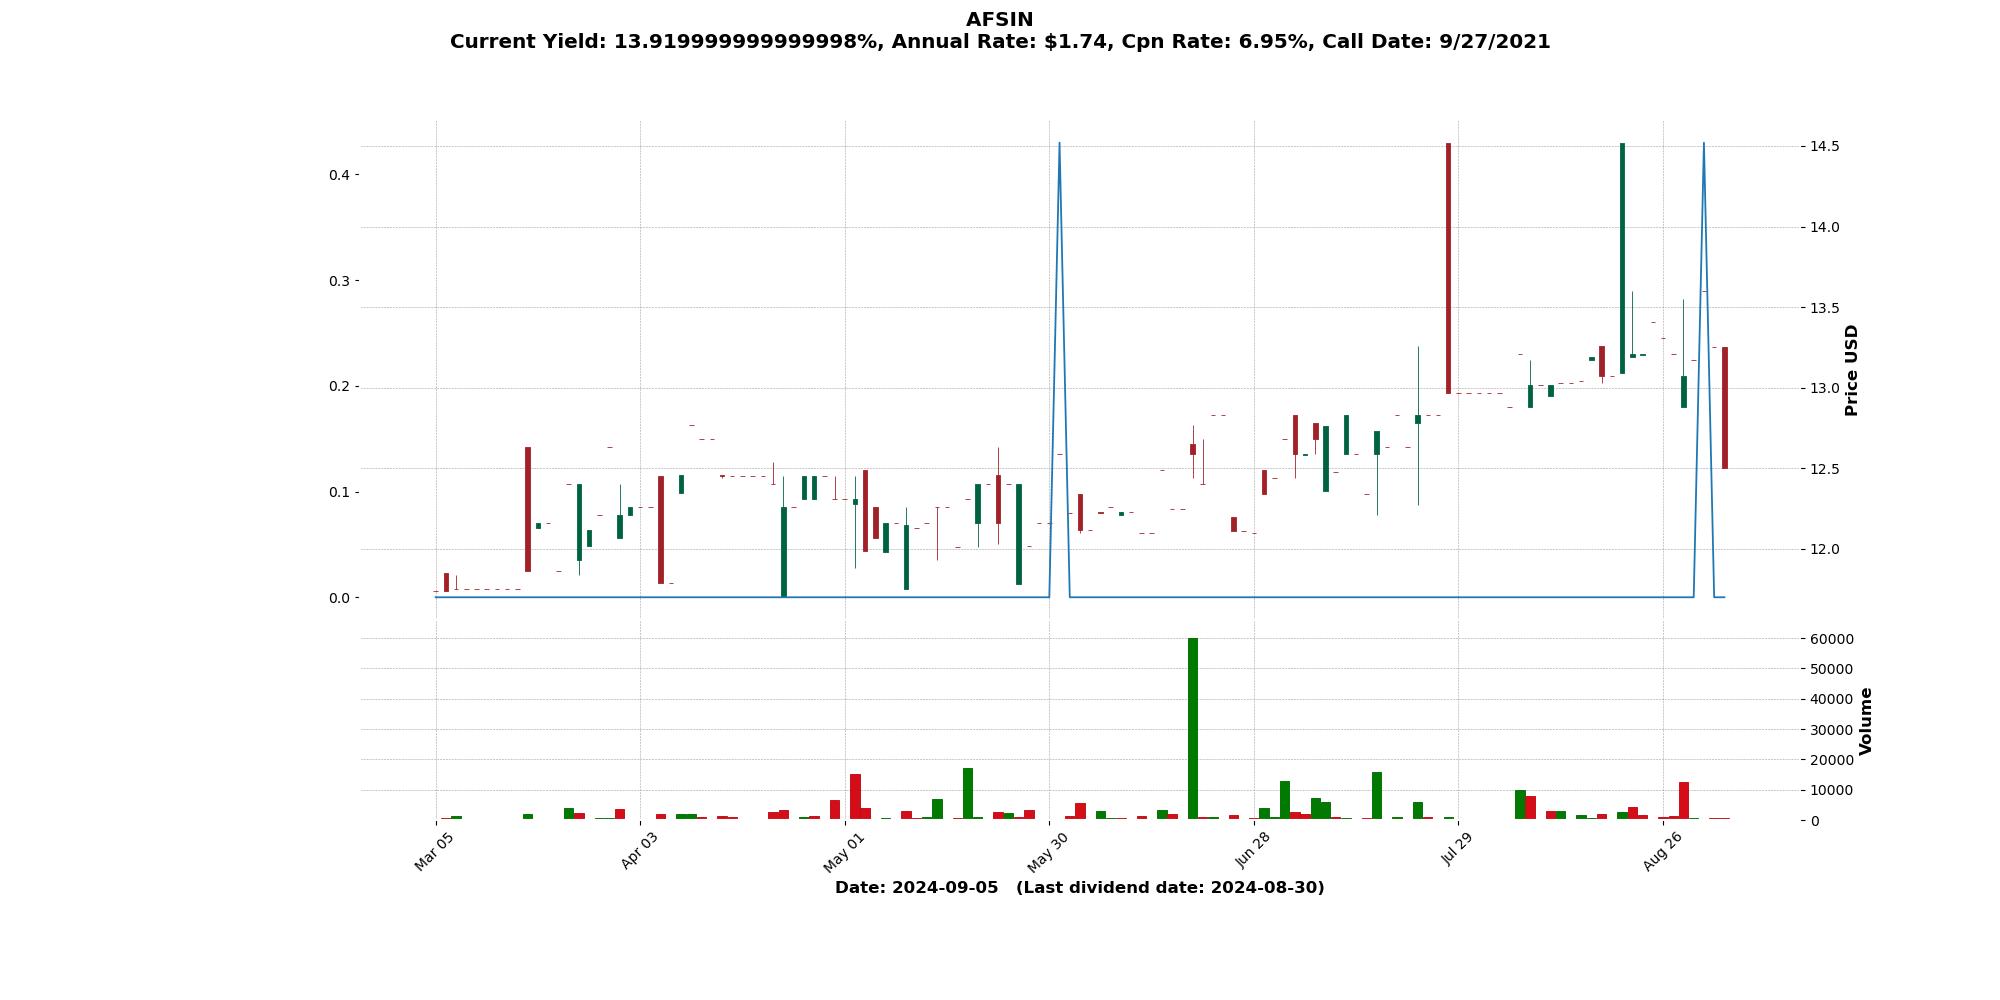 AFSIN
Current Yield: 13.919999999999998%, Annual Rate: $1.74, Cpn Rate: 6.95%, Call Date: 9/27/2021
0.4
0.3
0.2
0.1
0.0
14.5
14.0
13.5
13.0
12.5
12.0
Price USD
60000
50000
40000
30000
20000
10000
0
Volume
Mar 05
Apr 03
May 01
May 30
Jun 28
Jul 29
Aug 26
Date: 2024-09-05 (Last dividend date: 2024-08-30)